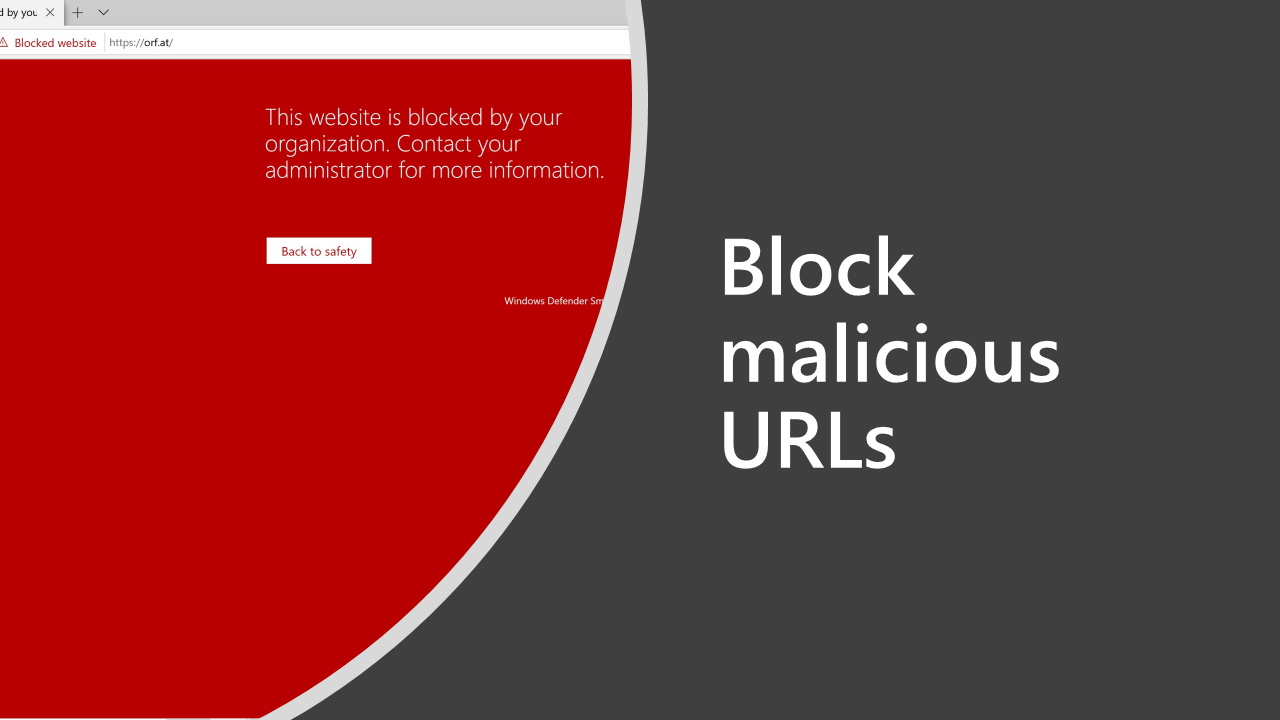 d by you
Blocked website
https://orf.at/
This website is blocked by your
organization. Contact your
administrator for more information.
Back to safety
Windows Defender
Block
malicious
URLs